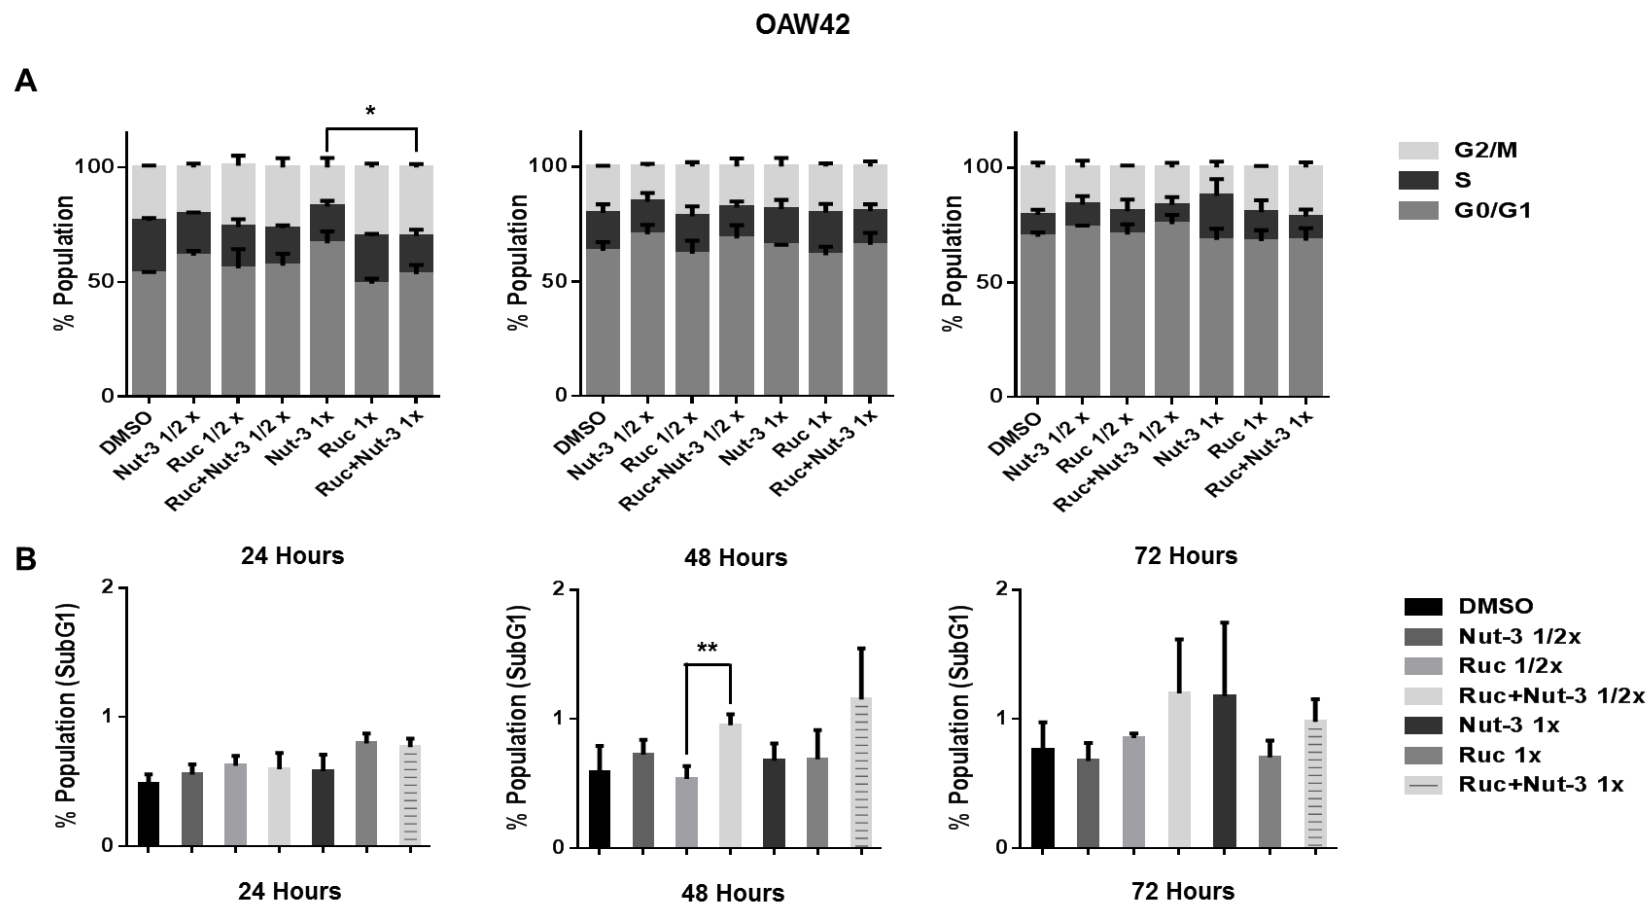 OAW42
A
*
100
50
0
% Population
DMSO
Nut-3 1/2 x
Ruc 1/2 x
Ruc+Nut-3 1/2 x
Nut-3 1x
Ruc 1x
Ruc+Nut-3 1x
24 Hours
100
50
0
% Population
DMSO
Nut-3 1/2 x
Ruc 1/2 x
Ruc+Nut-3 1/2 x
Nut-3 1x
Ruc 1x
Ruc+Nut-3 1x
48 Hours
100
50
0
% Population
DMSO
Nut-3 1/2 x
Ruc 1/2 x
Ruc+Nut-3 1/2 x
Nut-3 1x
Ruc 1x
Ruc+Nut-3 1x
72 Hours
G2/M
S
G0/G1
B
2
1
0
% Population (SubG1)
24 Hours
2
1
0
% Population (SubG1)
**
48 Hours
2
1
0
% Population (SubG1)
72 Hours
DMSO
Nut-3 1/2x
Ruc 1/2x
Ruc+Nut-3 1/2x
Nut-3 1x
Ruc 1x
Ruc+Nut-3 1x